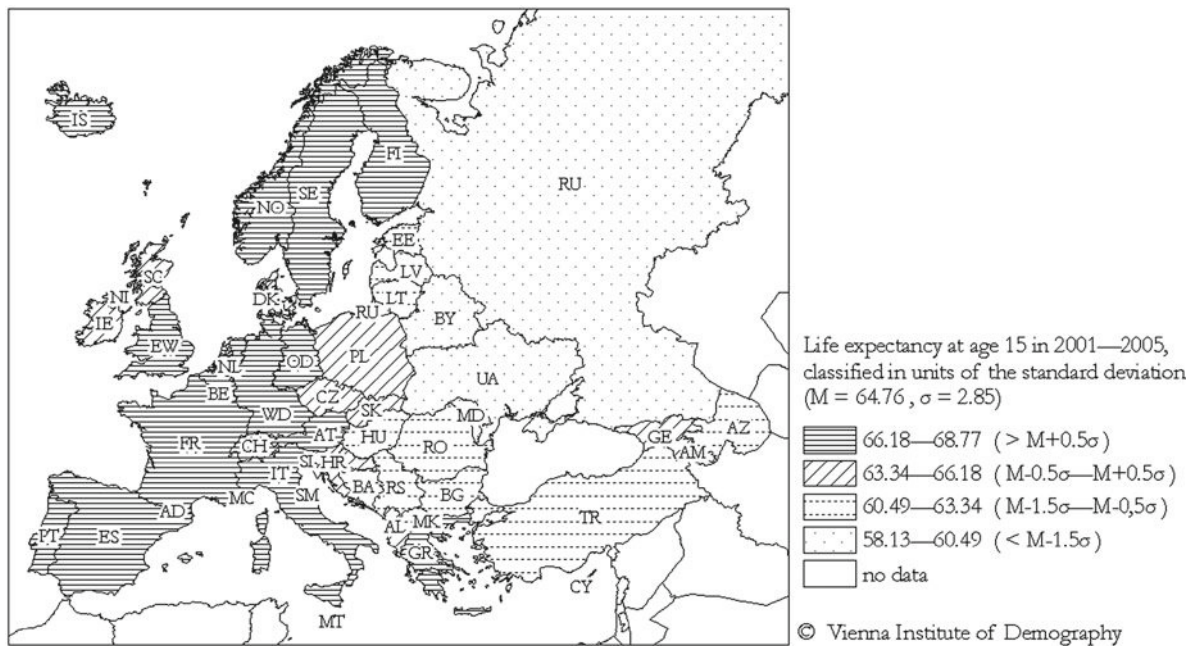 IS
FI
RU
SE
NO
EE
SC
LV
DK
LT
NI
RU
BY
IE
EW
PL
NL
OD
BE
UA
CZ
WD
SK
MD
AT
HU
FR
CH
RO
GE
AZ
SI
HR
AM
IT
BA
RS
MC
SM
BG
AD
MK
TR
AL
PT
ES
GR
CY
MT
Life expectancy at age 15 in 2001—2005,
classified in units of the standard deviation
(M = 64.76 , σ = 2.85)
66.18—68.77 ( > M+0.5σ)
63.34—66.18 (M-0.5σ—M+0.5σ)
60.49—63.34 ( M-1.5σ—M-0,5σ)
58.13—60.49 ( < M-1.5σ)
no data
© Vienna Institute of Demography